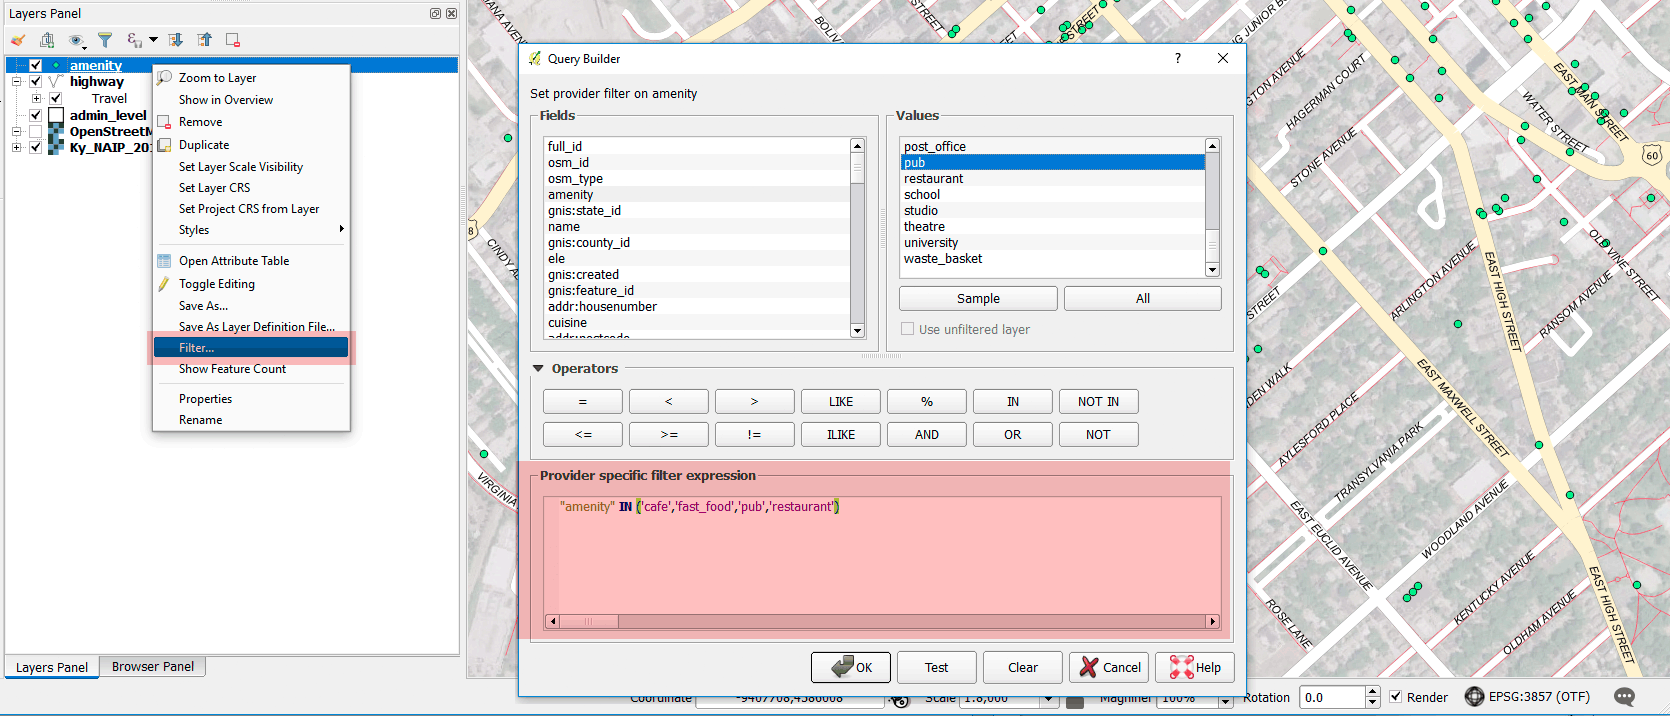 Layers Panel
amenity
highway
Travel
admin_level
OpenStreetM
Ky_NAIP_20
Zoom to Layer
Show in Overview
Remove
Duplicate
Set Layer Scale Visibility
Set Layer CRS
Set Project CRS from Layer
Styles
Open Attribute Table
Toggle Editing
Save As...
Save As Layer Definition File...
Filter...
Show Feature Count
Properties
Rename
Layers Panel
Browser Panel
Query Builder
?
Set provider filter on amenity
Fields
full_id
osm_id
osm_type
amenity
gnis:state_id
name
gnis:county_id
ele
gnis:created
gnis:feature_id
addr:housenumber
cuisine
addr:postcode
Values
post_office
pub
restaurant
school
studio
theatre
university
waste_basket
Sample
All
Use unfiltered layer
Operators
= < > LIKE % IN NOT IN
<= >= != ILIKE AND OR NOT
Provider specific filter expression
"amenity" IN ('cafe','fast_food','pub','restaurant')
OK
Test
Clear
Cancel
Help
Coordinate
-9407768,4586008
Scale 1:8,000
Magnifier 100%
Rotation 0.0
Render
EPSG:3857 (OTF)
ANA AVENUE
BOLIV
STREET
STREET
NG JUNIOR BO
EAST MAIN STREET
WATER STREET
60
HAGERMAN COURT
NGTON AVENUE
STONE AVENUE
8
CINDY A
VIRGINIA
OLD VINE STREET
EAST HIGH STREET
ARLINGTON AVENUE
RANSOM AVENUE
STREET
DEN WALK
EAST MAXWELL STREET
AYLESFORD PLACE
TRANSYLVANIA PARK
WOODLAND AVENUE
EAST EUCLID AVENUE
KENTUCKY AVENUE
EAST HIGH STREET
OLDHAM AVENUE
ROSE LANE